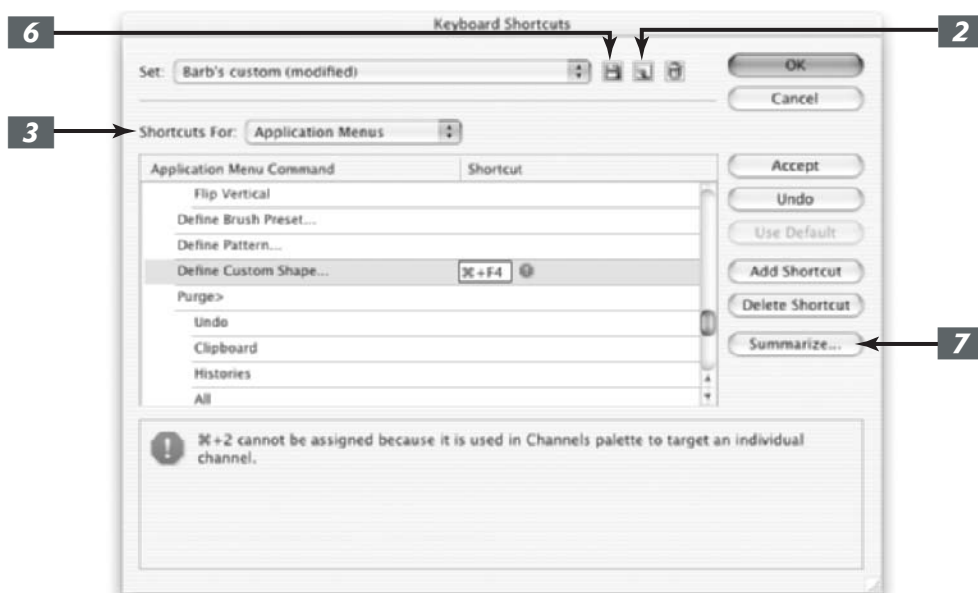 Keyboard Shortcuts
6
2
Set: Barb's custom (modified)
OK
Cancel
3
Shortcuts For: Application Menus
Application Menu Command Shortcut
Accept
Flip Vertical
Undo
Define Brush Preset...
Use Default
Define Pattern...
Define Custom Shape... ⌘+F4
Add Shortcut
Purge>
Delete Shortcut
Undo
Summarize...
7
Clipboard
Histories
All
⌘+2 cannot be assigned because it is used in Channels palette to target an individual
channel.